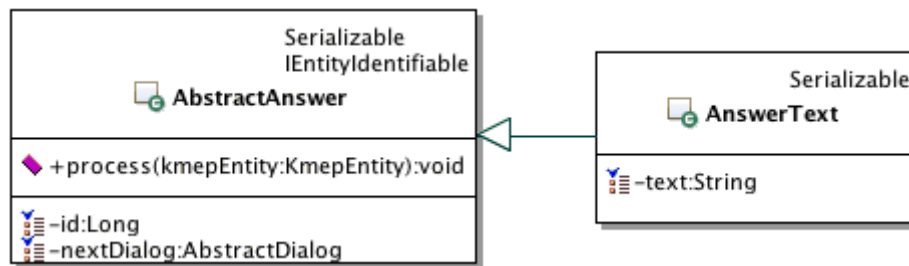 Serializable
IEntityIdentifiable
AbstractAnswer
+process(kmepEntity:KmepEntity):void
-id:Long
-nextDialog:AbstractDialog
Serializable
AnswerText
-text:String